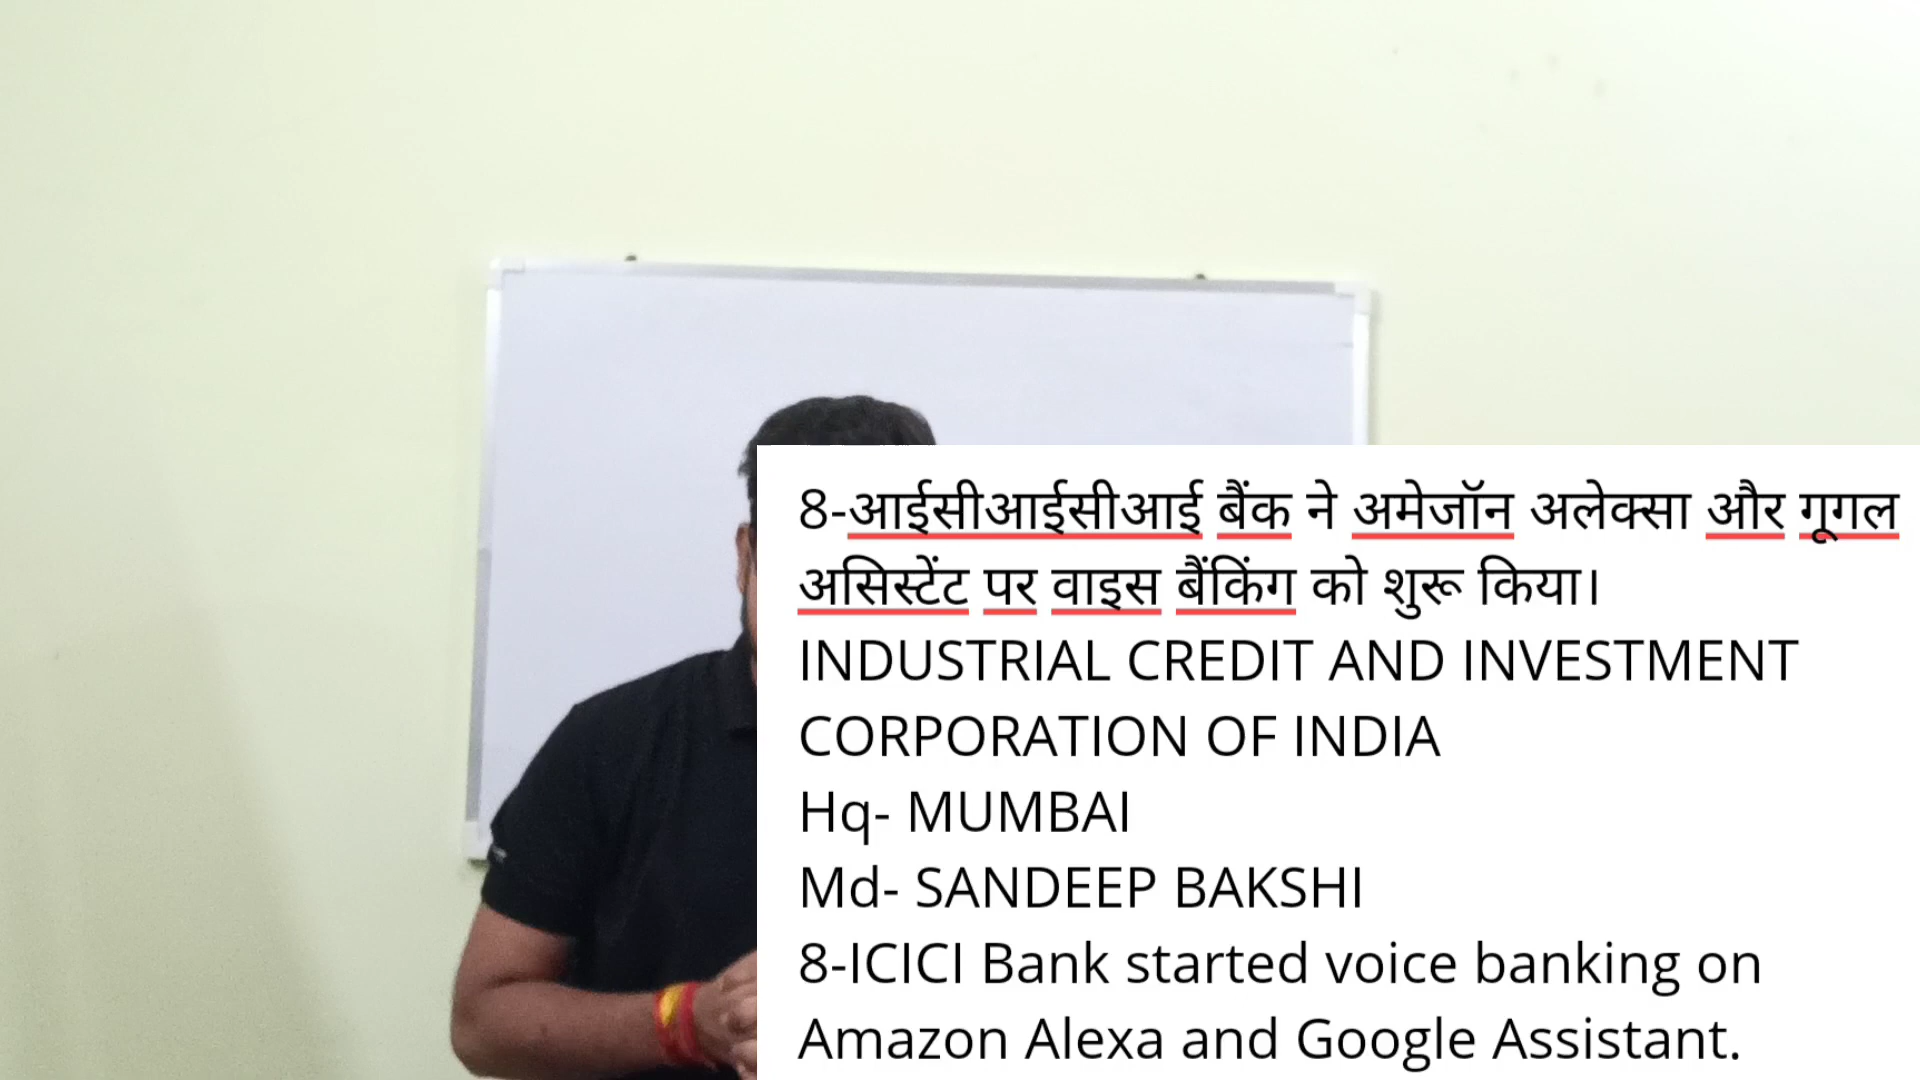 8-आईसीआईसीआई बैंक ने अमेजॉन अलेक्सा और गूगल
असिस्टेंट पर वाइस बैंकिंग को शुरू किया।
INDUSTRIAL CREDIT AND INVESTMENT
CORPORATION OF INDIA
Hq- MUMBAI
Md- SANDEEP BAKSHI
8-ICICI Bank started voice banking on
Amazon Alexa and Google Assistant.